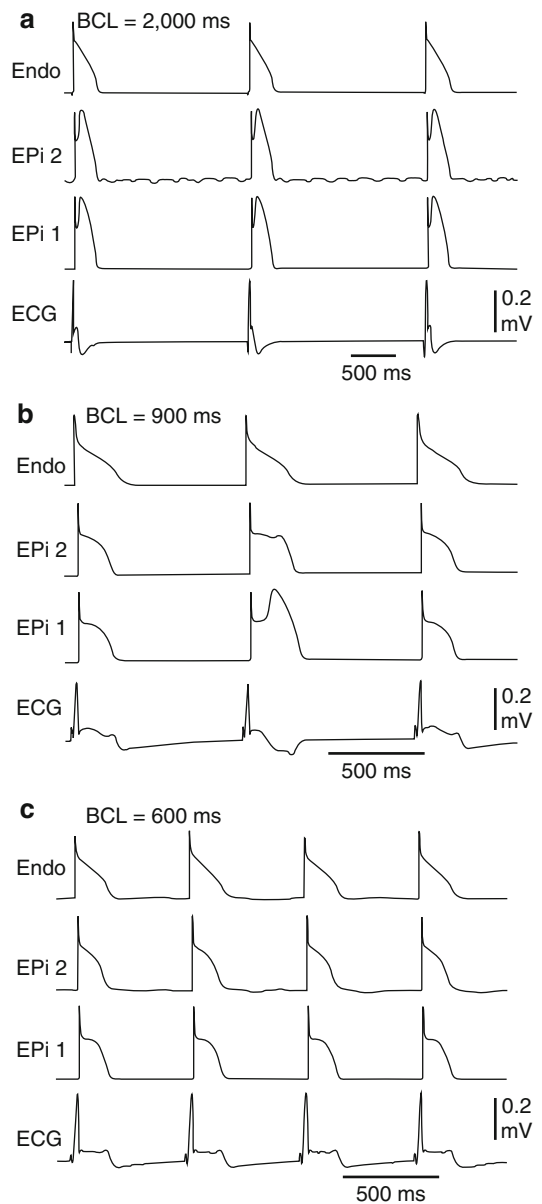 a BCL = 2,000 ms
Endo
EPi 2
EPi 1
ECG
0.2
mV
500 ms
b BCL = 900 ms
Endo
EPi 2
EPi 1
ECG
0.2
mV
500 ms
c BCL = 600 ms
Endo
EPi 2
EPi 1
ECG
0.2
mV
500 ms